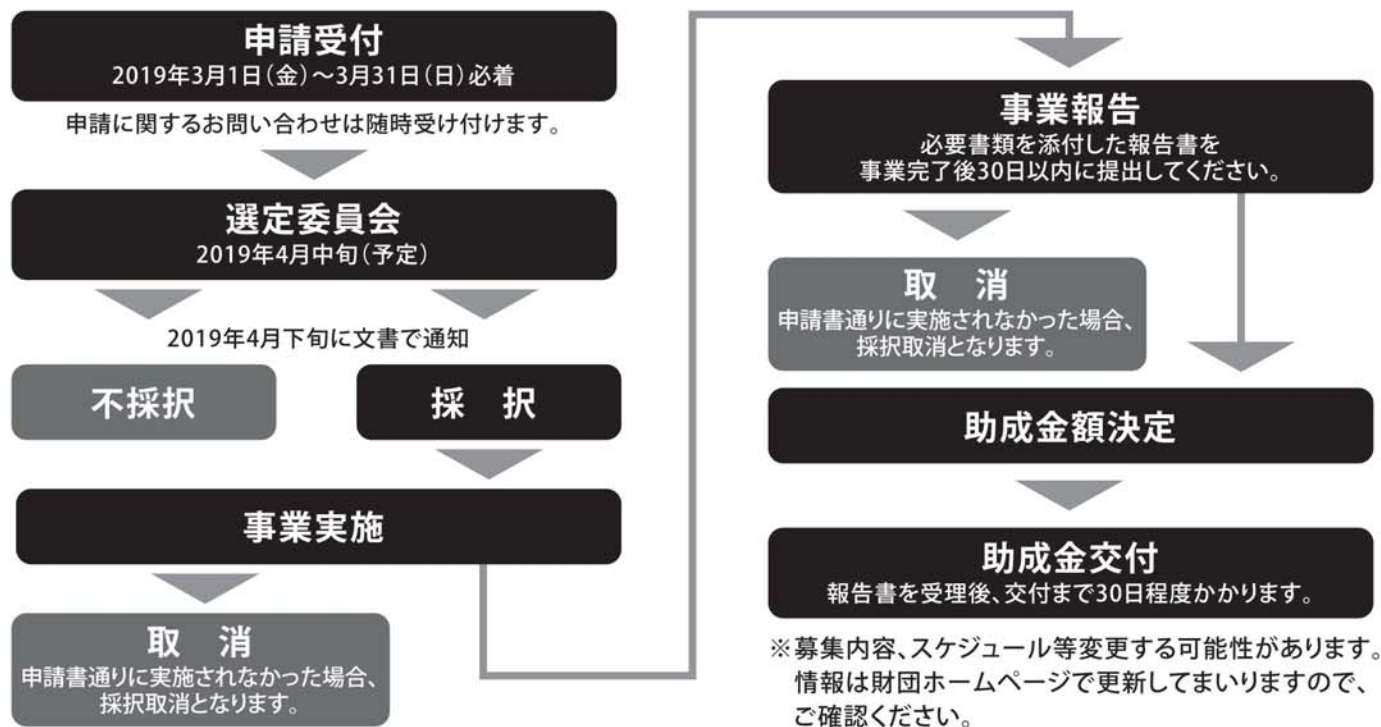 申請受付
2019年3月1日(金)～3月31日(日)必着
申請に関するお問い合わせは随時受け付けます。
選定委員会
2019年4月中旬(予定)
2019年4月下旬に文書で通知
不採択
採　択
事業実施
取　消
申請書通りに実施されなかった場合、
採択取消となります。
事業報告
必要書類を添付した報告書を
事業完了後30日以内に提出してください。
取　消
申請書通りに実施されなかった場合、
採択取消となります。
助成金額決定
助成金交付
報告書を受理後、交付まで30日程度かかります。
※募集内容、スケジュール等変更する可能性があります。
情報は財団ホームページで更新してまいりますので、
ご確認ください。